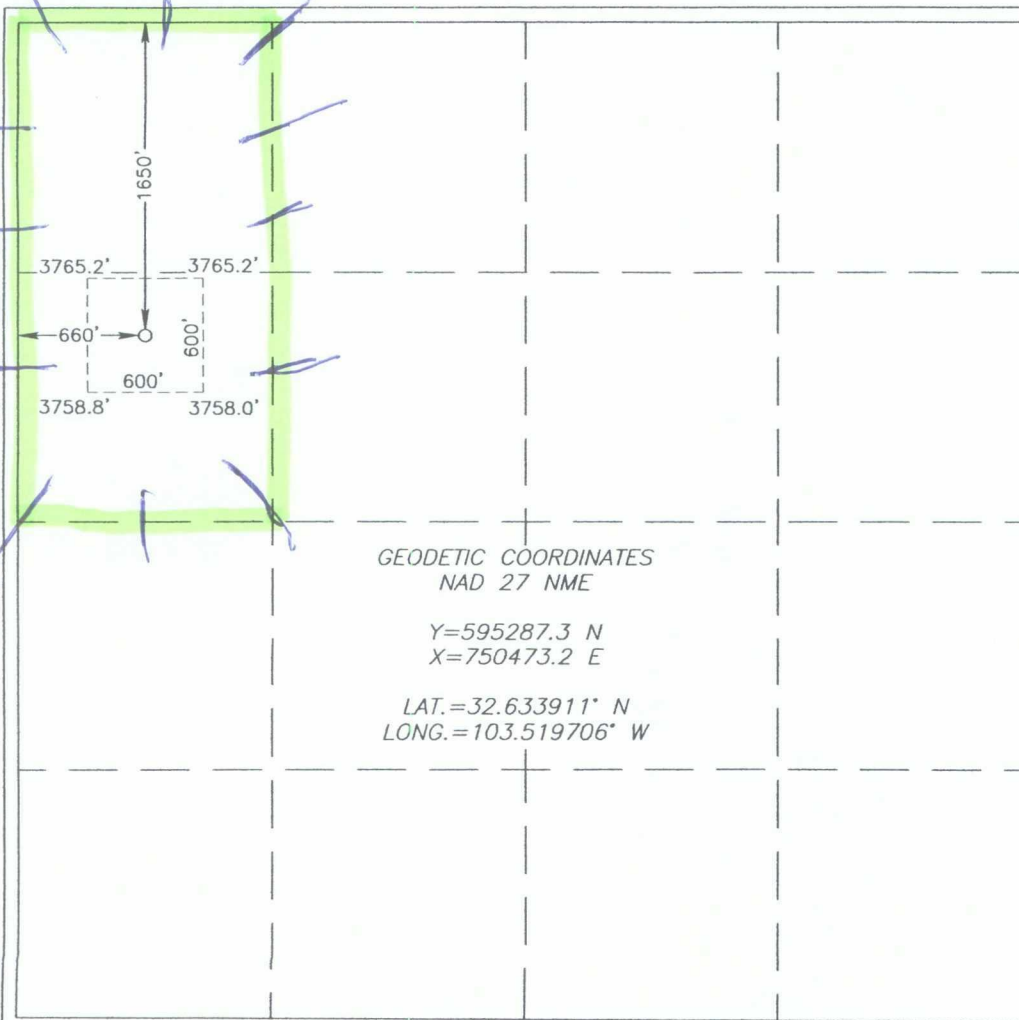 1650'
3765.2' 3765.2'
660'
600'
600'
3758.8' 3758.0'
GEODETIC COORDINATES
NAD 27 NME
Y=595287.3 N
X=750473.2 E
LAT.=32.633911° N
LONG.=103.519706° W